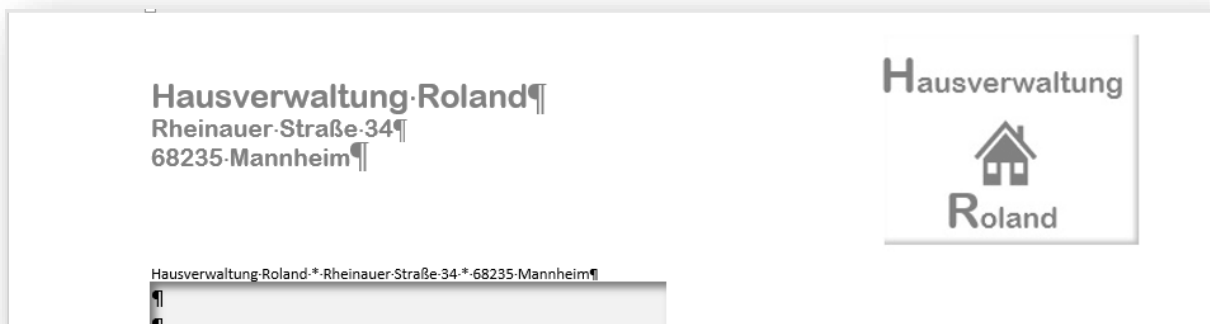 Hausverwaltung·Roland¶
Rheinauer·Straße·34¶
68235·Mannheim¶
Hausverwaltung
Roland
Hausverwaltung·Roland·*·Rheinauer·Straße·34·*·68235·Mannheim¶
¶
¶